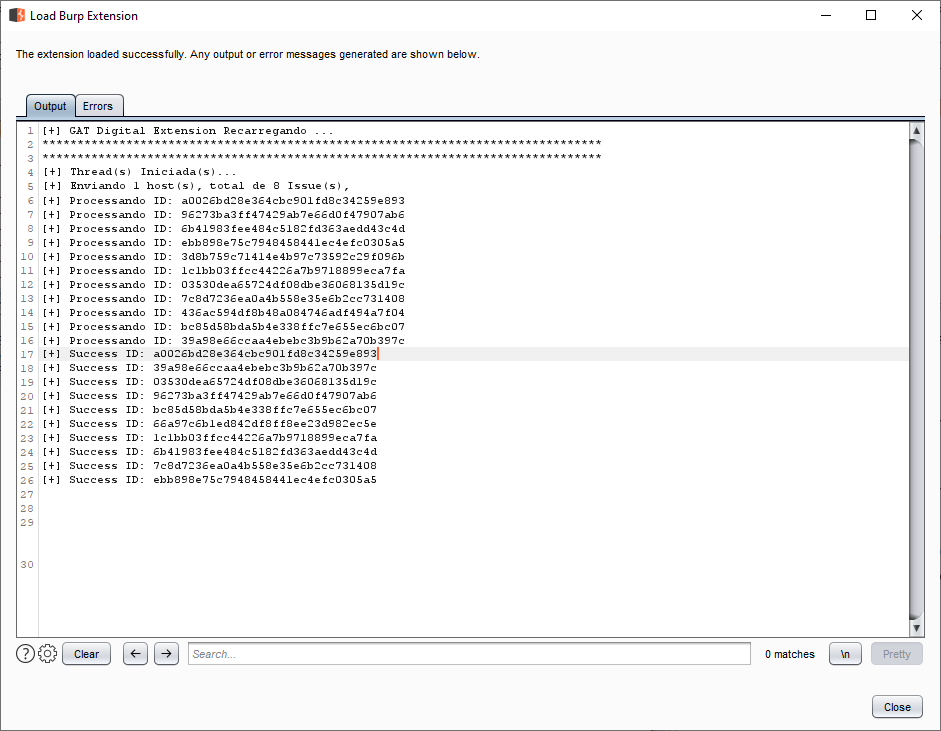 Load Burp Extension
The extension loaded successfully. Any output or error messages generated are shown below.
Output Errors
1 [+] GAT Digital Extension Recarregando ...
2 ********************************************************************************
3 ********************************************************************************
4 [+] Thread(s) Iniciada(s)...
5 [+] Enviando 1 host(s), total de 8 Issue(s),
6 [+] Processando ID: a0026bd28e364cbc901fd8c34259e893
7 [+] Processando ID: 96273ba3ff47429ab7e66d0f47907ab6
8 [+] Processando ID: 6b41983fee484c5182fd363aedd43c4d
9 [+] Processando ID: ebb898e75c7948458441ec4efc0305a5
10 [+] Processando ID: 3d8b759c71414e4b97c73592c29f096b
11 [+] Processando ID: 1c1bb03ffcc44226a7b9718899eca7fa
12 [+] Processando ID: 03530dea65724df08dbe36068135d19c
13 [+] Processando ID: 7c8d7236ea0a4b558e35e6b2cc731408
14 [+] Processando ID: 436ac594df8b48a084746adf494a7f04
15 [+] Processando ID: bc85d58bda5b4e338ffc7e655ec6bc07
16 [+] Processando ID: 39a98e66ccaa4ebebc3b9b62a70b397c
17 [+] Success ID: a0026bd28e364cbc901fd8c34259e893
18 [+] Success ID: 39a98e66ccaa4ebebc3b9b62a70b397c
19 [+] Success ID: 03530dea65724df08dbe36068135d19c
20 [+] Success ID: 96273ba3ff47429ab7e66d0f47907ab6
21 [+] Success ID: bc85d58bda5b4e338ffc7e655ec6bc07
22 [+] Success ID: 66a97c6b1ed842df8ff8ee23d982ec5e
23 [+] Success ID: 1c1bb03ffcc44226a7b9718899eca7fa
24 [+] Success ID: 6b41983fee484c5182fd363aedd43c4d
25 [+] Success ID: 7c8d7236ea0a4b558e35e6b2cc731408
26 [+] Success ID: ebb898e75c7948458441ec4efc0305a5
27
28
29
30
? Clear Search... 0 matches \n Pretty
Close